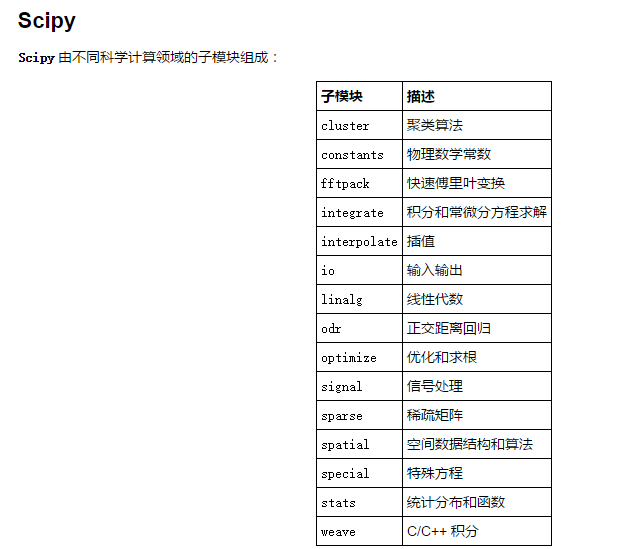 Scipy
Scipy 由不同科学计算领域的子模块组成：
子模块 描述
cluster 聚类算法
constants 物理数学常数
fftpack 快速傅里叶变换
integrate 积分和常微分方程求解
interpolate 插值
io 输入输出
linalg 线性代数
odr 正交距离回归
optimize 优化和求根
signal 信号处理
sparse 稀疏矩阵
spatial 空间数据结构和算法
special 特殊方程
stats 统计分布和函数
weave C/C++ 积分